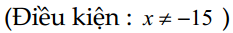 (Điều kiện : x ≠ −15 )